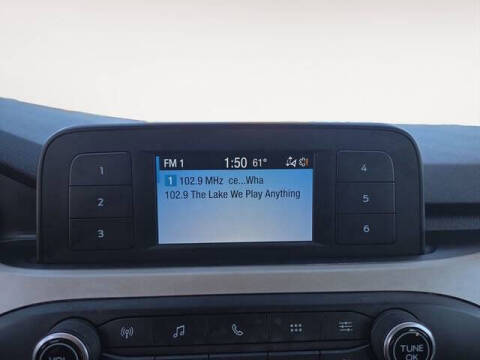 FM 1 1:50 61°
1 102.9 MHz ce...Wha
102.9 The Lake We Play Anything
1
2
3
4
5
6
VOL
TUNE
OK